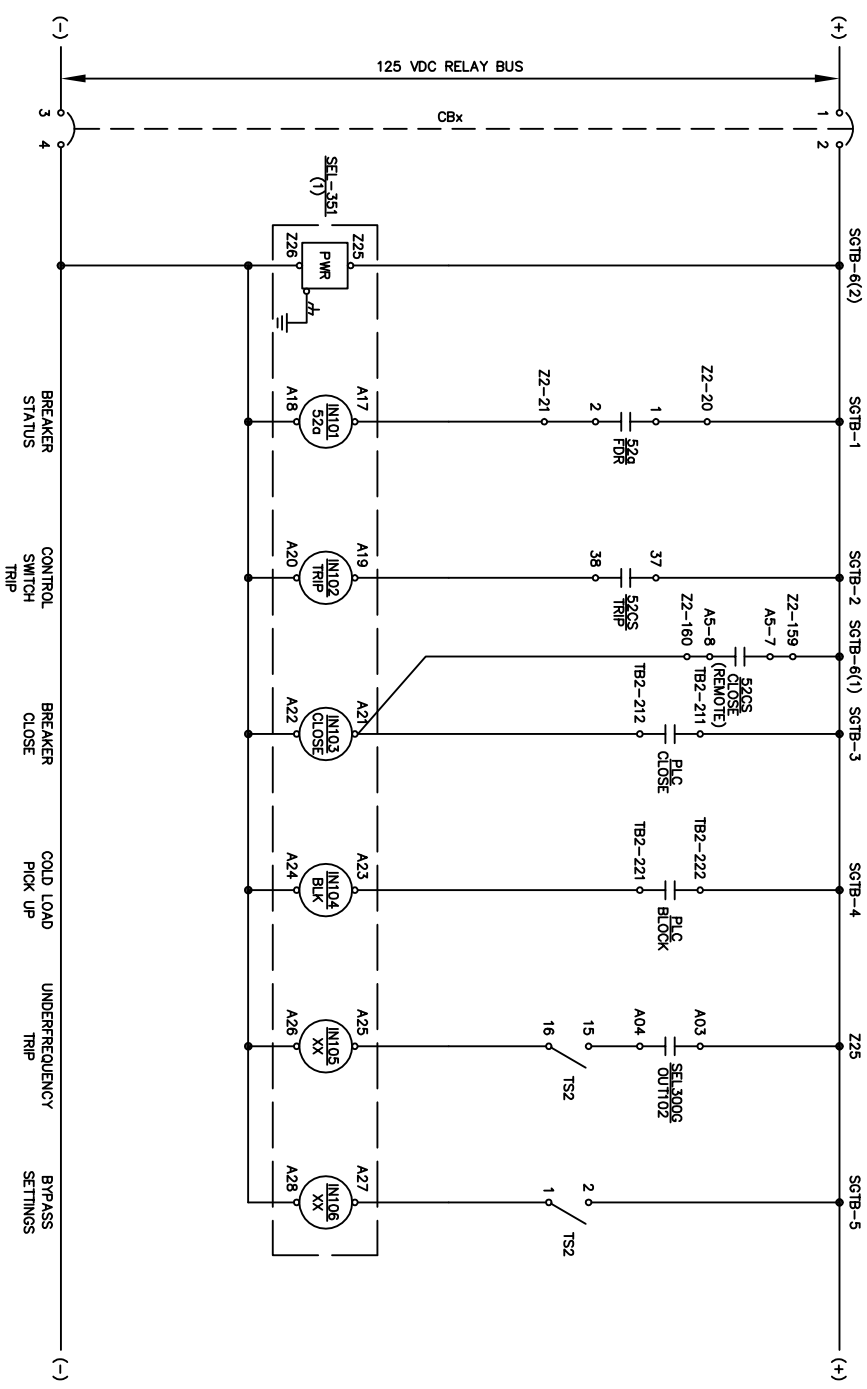 (+)
(+)
(-)
(-)
125 VDC RELAY BUS
CBx
1
2
3
4
SGTB-6(2)
SGTB-1
SGTB-2
SGTB-6(1)
SGTB-3
SGTB-4
Z25
SGTB-5
SEL-351
(1)
Z25
PWR
Z26
Z2-20
1
52a
FDR
2
Z2-21
A17
IN101
52a
A18
BREAKER
STATUS
37
52CS
TRIP
38
A19
IN102
TRIP
A20
CONTROL
SWITCH
TRIP
Z2-159
A5-7
52CS
CLOSE
(REMOTE)
A5-8
Z2-160
TB2-211
PLC
CLOSE
TB2-212
A21
IN103
CLOSE
A22
BREAKER
CLOSE
TB2-222
PLC
BLOCK
TB2-221
A23
IN104
BLK
A24
COLD LOAD
PICK UP
A03
SEL300G
OUT102
A04
15
TS2
16
A25
IN105
XX
A26
UNDERFREQUENCY
TRIP
2
TS2
1
A27
IN106
XX
A28
BYPASS
SETTINGS